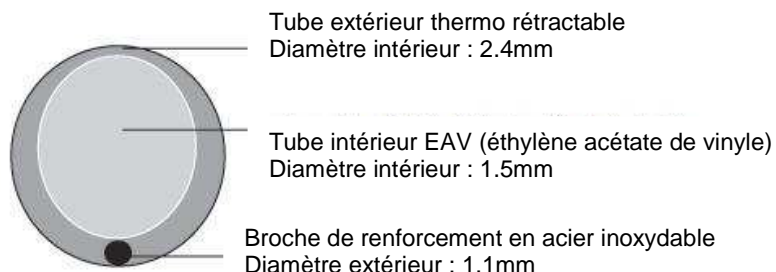 Tube extérieur thermo rétractable
Diamètre intérieur : 2.4mm
Tube intérieur EAV (éthylène acétate de vinyle)
Diamètre intérieur : 1.5mm
Broche de renforcement en acier inoxydable
Diamètre extérieur : 1.1mm